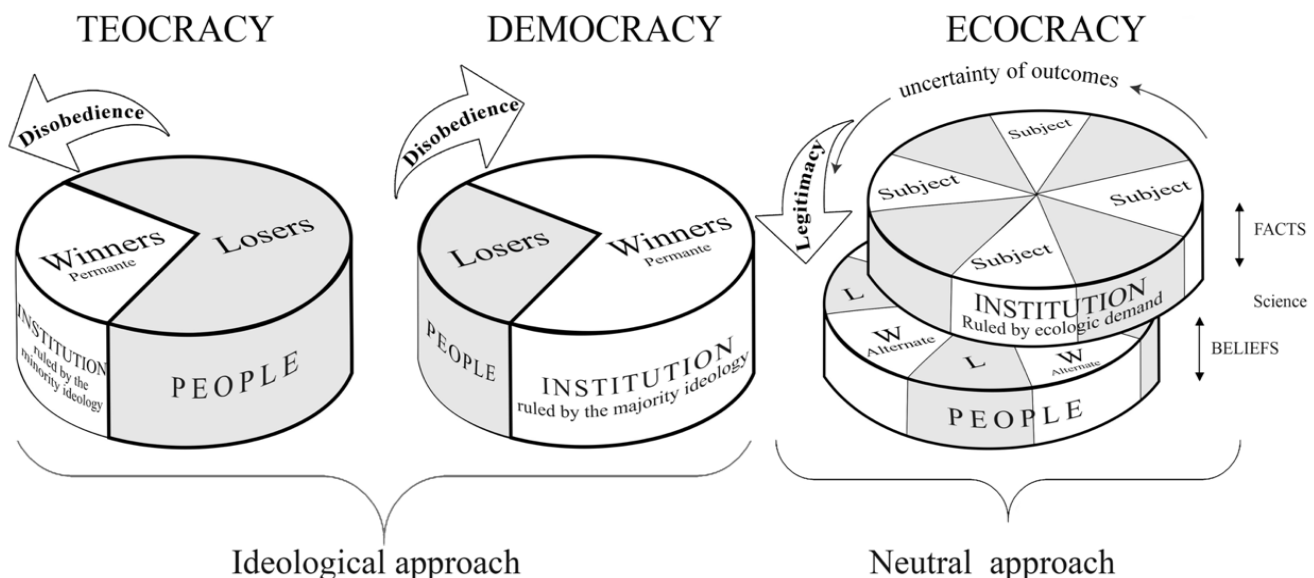 TEOCRACY
Disobedience
Winners
Permante
Losers
INSTITUTION
ruled by the
minority ideology
PEOPLE
DEMOCRACY
Disobedience
Losers
Winners
Permante
PEOPLE
INSTITUTION
ruled by the majority ideology
Ideological approach
ECOCRACY
uncertainty of outcomes
Legitimacy
Subject
Subject
Subject
Subject
INSTITUTION
Ruled by ecologic demand
L
W
Alternate
L
W
Alternate
PEOPLE
FACTS
Science
BELIEFS
Neutral approach